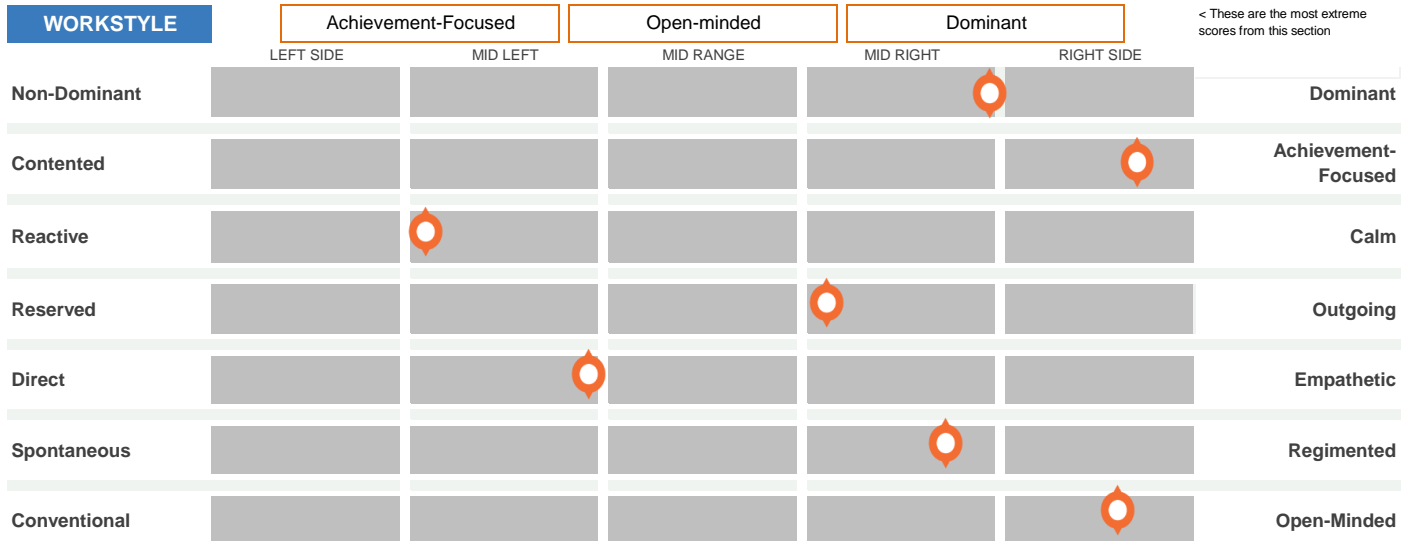 WORKSTYLE
Achievement-Focused
Open-minded
Dominant
< These are the most extreme
scores from this section
LEFT SIDE
MID LEFT
MID RANGE
MID RIGHT
RIGHT SIDE
Non-Dominant
Dominant
Contented
Achievement-
Focused
Reactive
Calm
Reserved
Outgoing
Direct
Empathetic
Spontaneous
Regimented
Conventional
Open-Minded